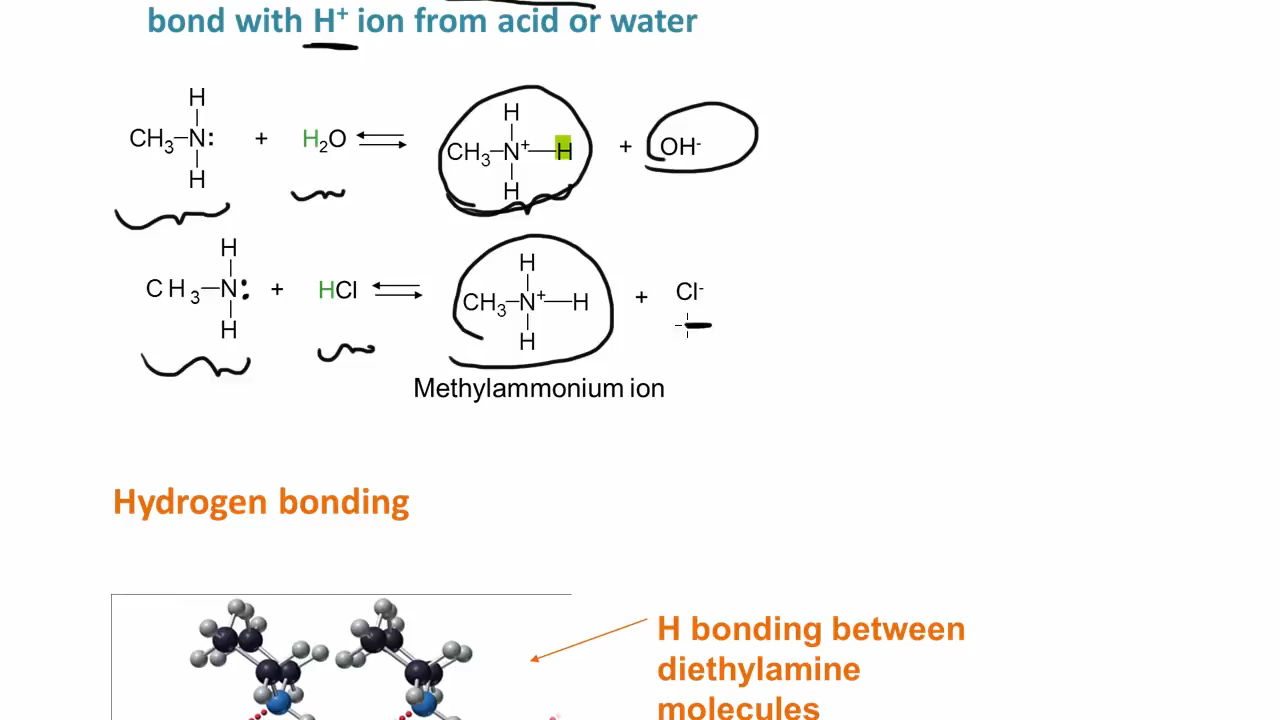 bond with H⁺ ion from acid or water
H
CH₃–N: + H₂O ⇌ CH₃–N⁺–H + OH⁻
H
H
H
H
CH₃–N: + HCl ⇌ CH₃–N⁺–H + Cl⁻
H
H
H
Methylammonium ion
Hydrogen bonding
H bonding between
diethylamine
molecules